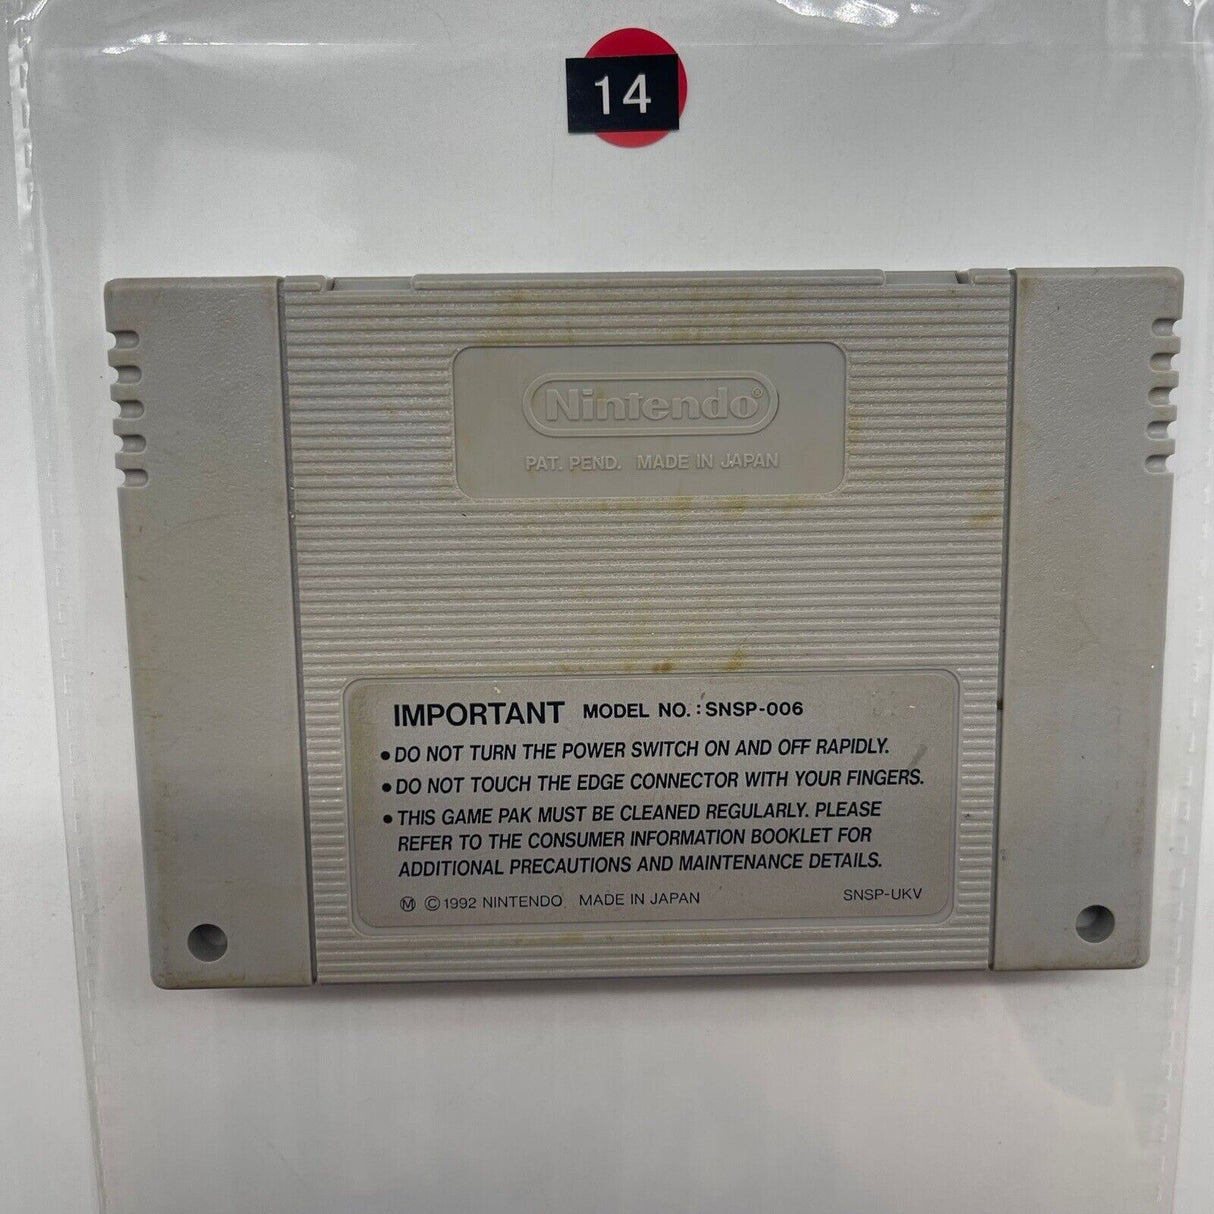 14
Nintendo®
PAT. PEND. MADE IN JAPAN
IMPORTANT MODEL NO. : SNSP-006
• DO NOT TURN THE POWER SWITCH ON AND OFF RAPIDLY.
• DO NOT TOUCH THE EDGE CONNECTOR WITH YOUR FINGERS.
• THIS GAME PAK MUST BE CLEANED REGULARLY. PLEASE
REFER TO THE CONSUMER INFORMATION BOOKLET FOR
ADDITIONAL PRECAUTIONS AND MAINTENANCE DETAILS.
Ⓜ © 1992 NINTENDO MADE IN JAPAN SNSP-UKV